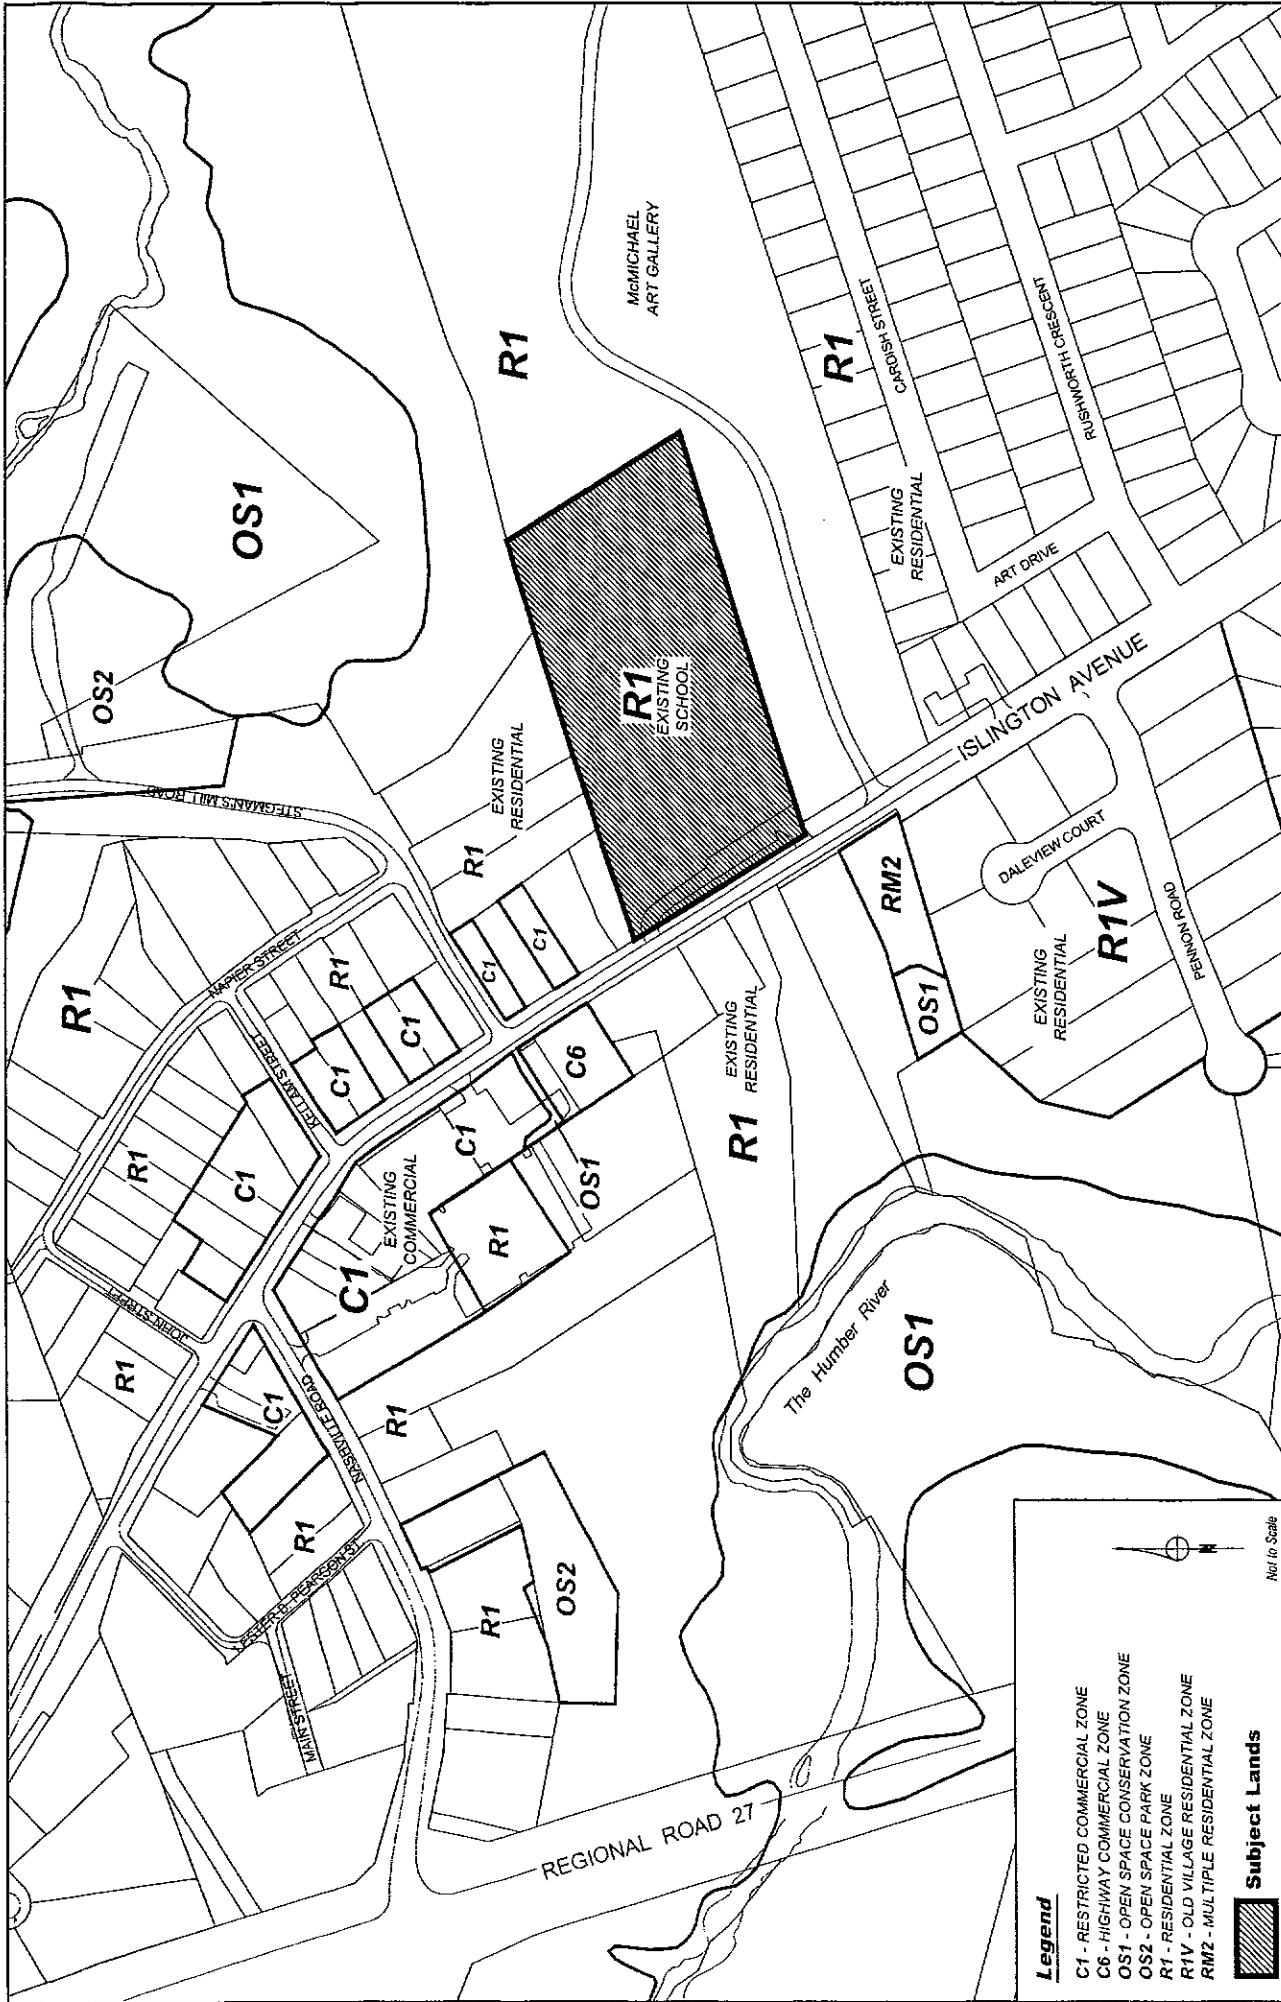 REGIONAL ROAD 27
MAIN STREET
LESTER B. PEARSON ST
NASHVILLE ROAD
JOHN STREET
KELLAM STREET
NAPIER STREET
STEGMAN'S MILL ROAD
ISLINGTON AVENUE
R1
C1
R1
R1
R1
OS2
R1
R1
C1
C1
EXISTING
COMMERCIAL
C1
R1
OS1
C6
C1
C1
R1
C1
C1
R1
EXISTING
RESIDENTIAL
OS2
OS1
R1
McMICHAEL
ART GALLERY
R1
EXISTING
SCHOOL
R1
EXISTING
RESIDENTIAL
The Humber River
OS1
RM2
OS1
EXISTING
RESIDENTIAL
R1V
DALEVIEW COURT
PENNON ROAD
EXISTING
RESIDENTIAL
R1
CARDISH STREET
RUSHWORTH CRESCENT
ART DRIVE
Legend
C1 - RESTRICTED COMMERCIAL ZONE
C6 - HIGHWAY COMMERCIAL ZONE
OS1 - OPEN SPACE CONSERVATION ZONE
OS2 - OPEN SPACE PARK ZONE
R1 - RESIDENTIAL ZONE
R1V - OLD VILLAGE RESIDENTIAL ZONE
RM2 - MULTIPLE RESIDENTIAL ZONE
Subject Lands
N
Not to Scale